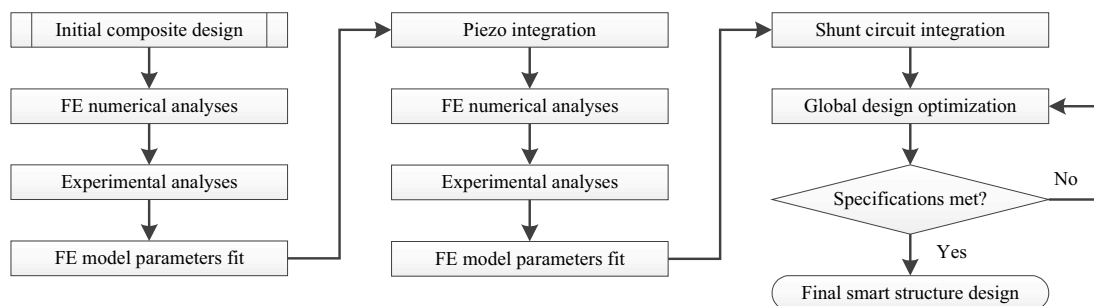 Initial composite design
FE numerical analyses
Experimental analyses
FE model parameters fit
Piezo integration
FE numerical analyses
Experimental analyses
FE model parameters fit
Shunt circuit integration
Global design optimization
Specifications met?
No
Yes
Final smart structure design